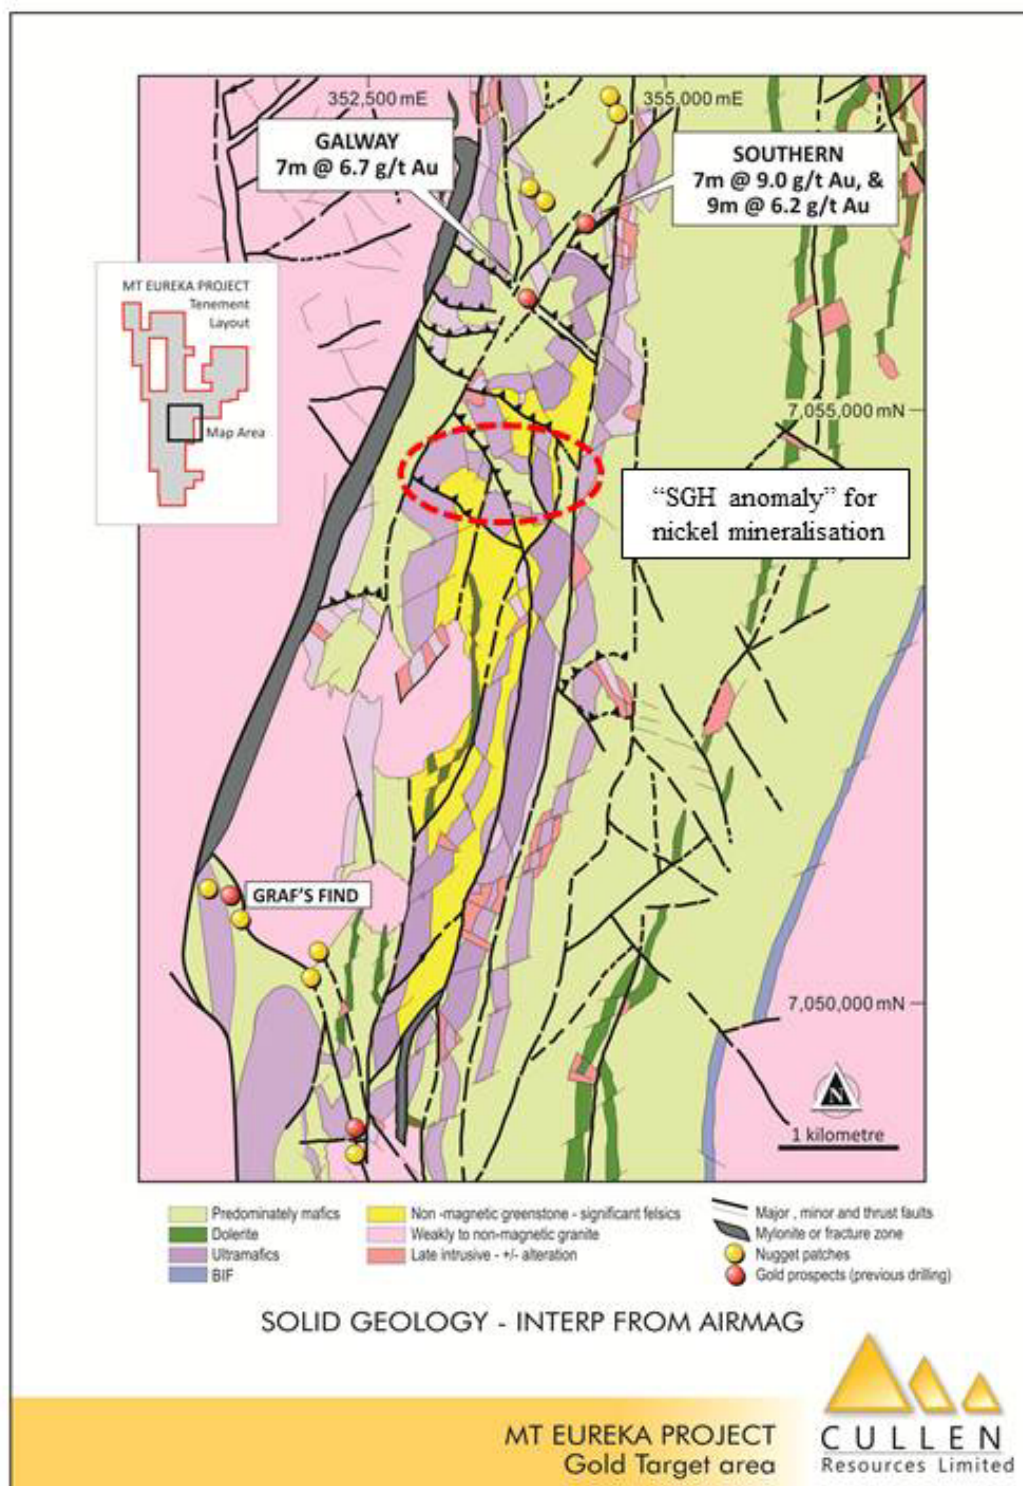 352,500 mE
355,000 mE
GALWAY
7m @ 6.7 g/t Au
SOUTHERN
7m @ 9.0 g/t Au, &
9m @ 6.2 g/t Au
MT EUREKA PROJECT
Tenement
Layout
Map Area
7,055,000 mN
“SGH anomaly” for
nickel mineralisation
GRAF'S FIND
7,050,000 mN
N
1 kilometre
Predominately mafics
Dolerite
Ultramafics
BIF
Non -magnetic greenstone - significant felsics
Weakly to non-magnetic granite
Late intrusive - +/- alteration
Major , minor and thrust faults
Mylonite or fracture zone
Nugget patches
Gold prospects (previous drilling)
SOLID GEOLOGY - INTERP FROM AIRMAG
MT EUREKA PROJECT
Gold Target area
CULLEN
Resources Limited